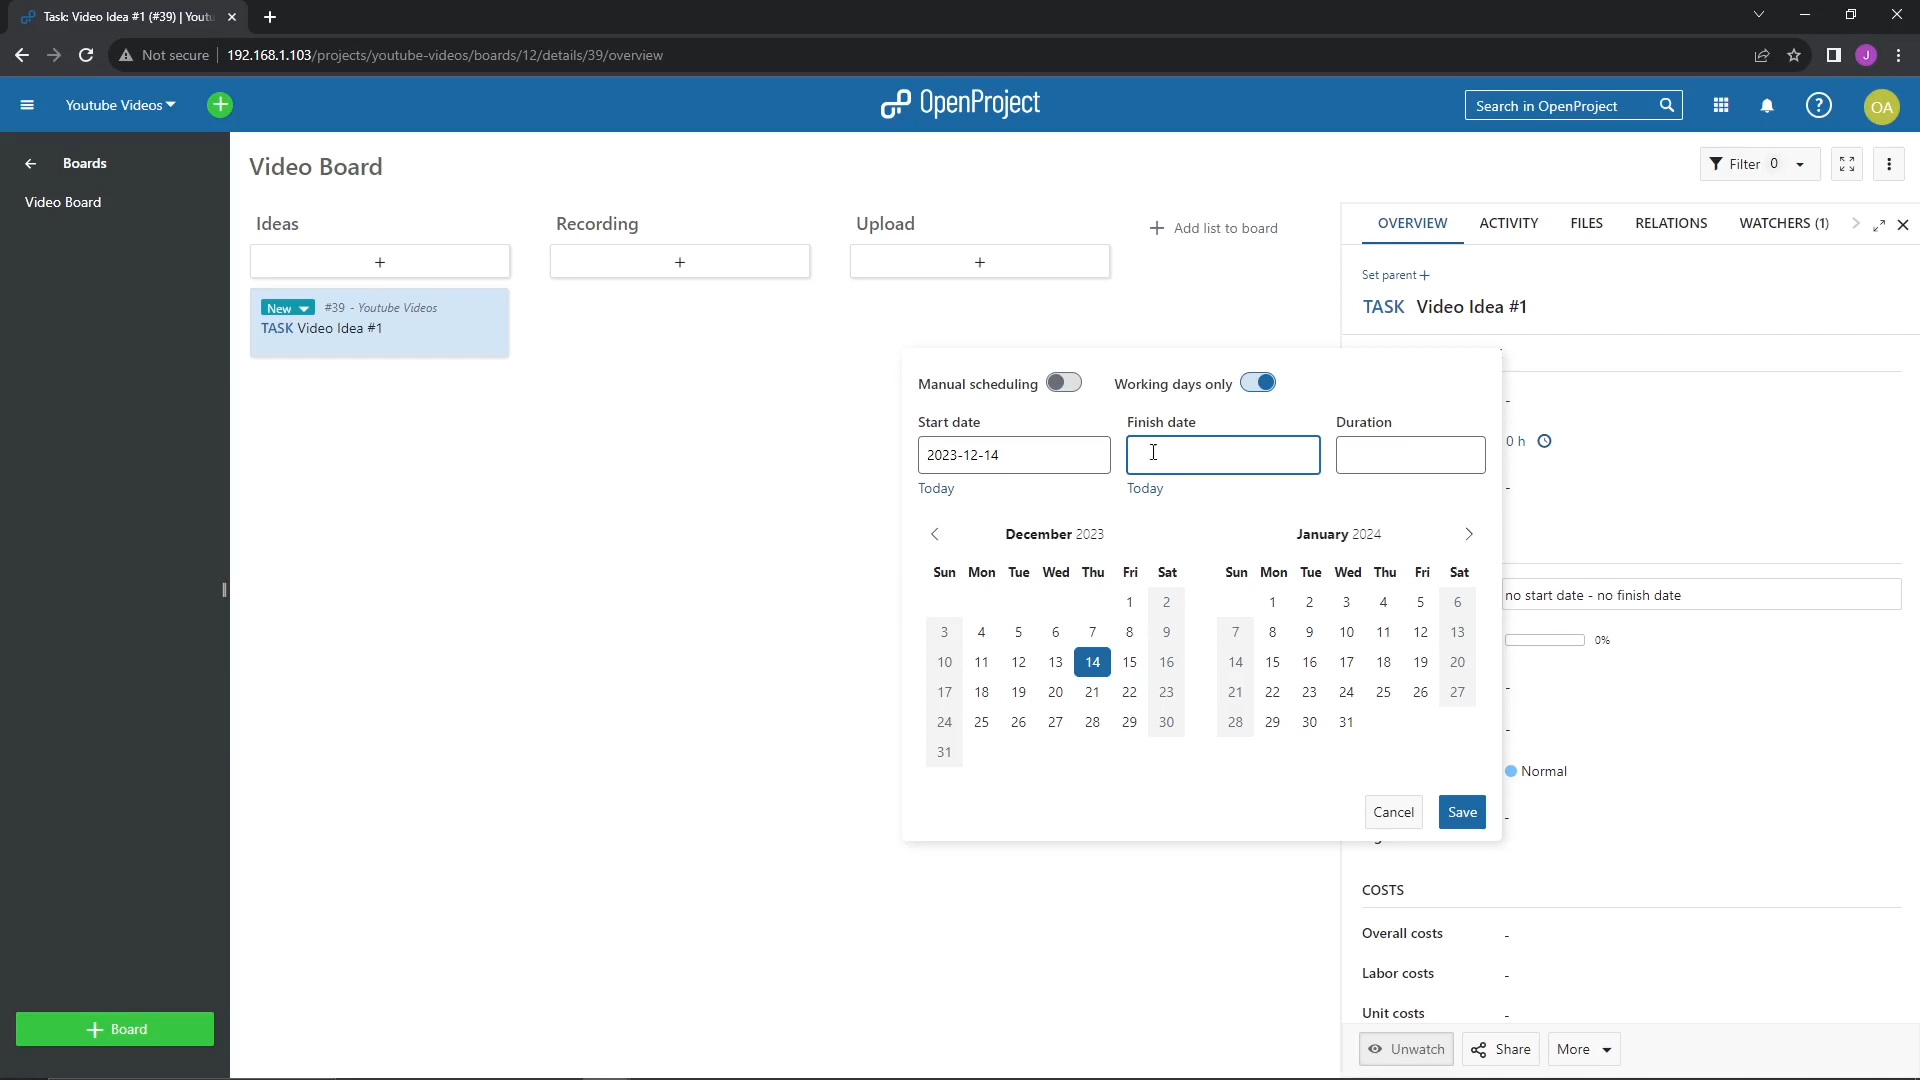 Task: Video Idea #1 (#39) | Youtu
Not secure
192.168.1.103/projects/youtube-videos/boards/12/details/39/overview
J
Youtube Videos
OpenProject
Search in OpenProject
?
OA
Boards
Video Board
Video Board
Filter 0
Ideas
Recording
Upload
+ Add list to board
+
+
+
New
#39 - Youtube Videos
TASK Video Idea #1
OVERVIEW
ACTIVITY
FILES
RELATIONS
WATCHERS (1)
Set parent +
TASK Video Idea #1
-
-
0 h
-
no start date - no finish date
0%
-
-
Normal
-
Manual scheduling
Working days only
Start date
Finish date
Duration
2023-12-14
Today
Today
December 2023
Sun Mon Tue Wed Thu Fri Sat
1 2
3 4 5 6 7 8 9
10 11 12 13 14 15 16
17 18 19 20 21 22 23
24 25 26 27 28 29 30
31
January 2024
Sun Mon Tue Wed Thu Fri Sat
1 2 3 4 5 6
7 8 9 10 11 12 13
14 15 16 17 18 19 20
21 22 23 24 25 26 27
28 29 30 31
Cancel
Save
COSTS
Overall costs -
Labor costs -
Unit costs -
Unwatch
Share
More
+ Board